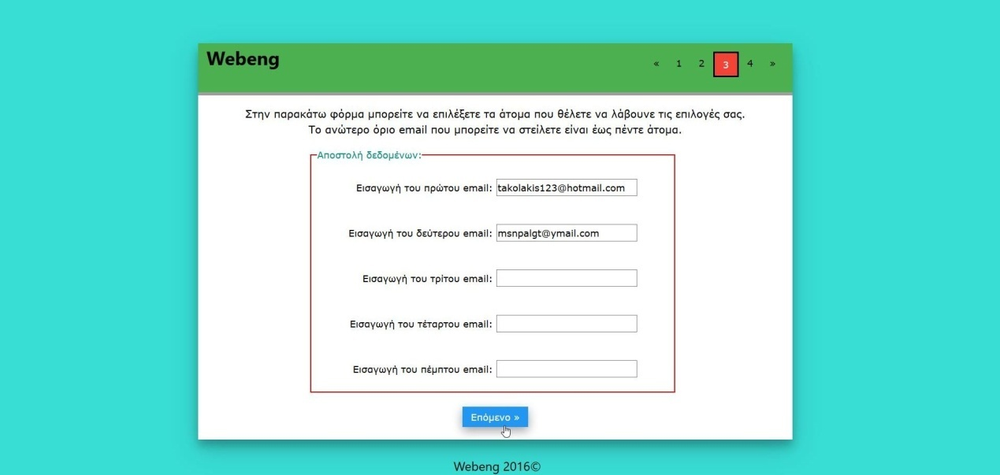 Webeng
« 1 2 3 4 »
Στην παρακάτω φόρμα μπορείτε να επιλέξετε τα άτομα που θέλετε να λάβουνε τις επιλογές σας.
Το ανώτερο όριο email που μπορείτε να στείλετε είναι έως πέντε άτομα.
Αποστολή δεδομένων:
Εισαγωγή του πρώτου email: takolakis123@hotmail.com
Εισαγωγή του δεύτερου email: msnpalgt@ymail.com
Εισαγωγή του τρίτου email:
Εισαγωγή του τέταρτου email:
Εισαγωγή του πέμπτου email:
Επόμενο »
Webeng 2016©